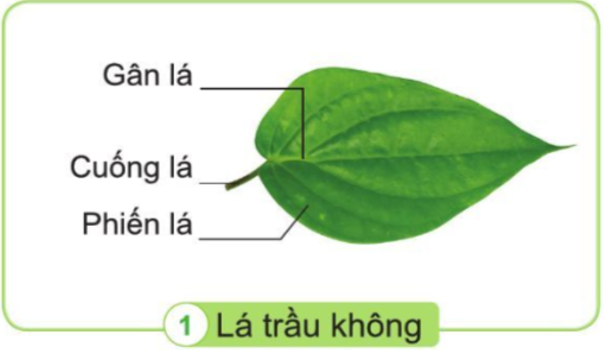 Gân lá
Cuống lá
Phiến lá
1 Lá trầu không